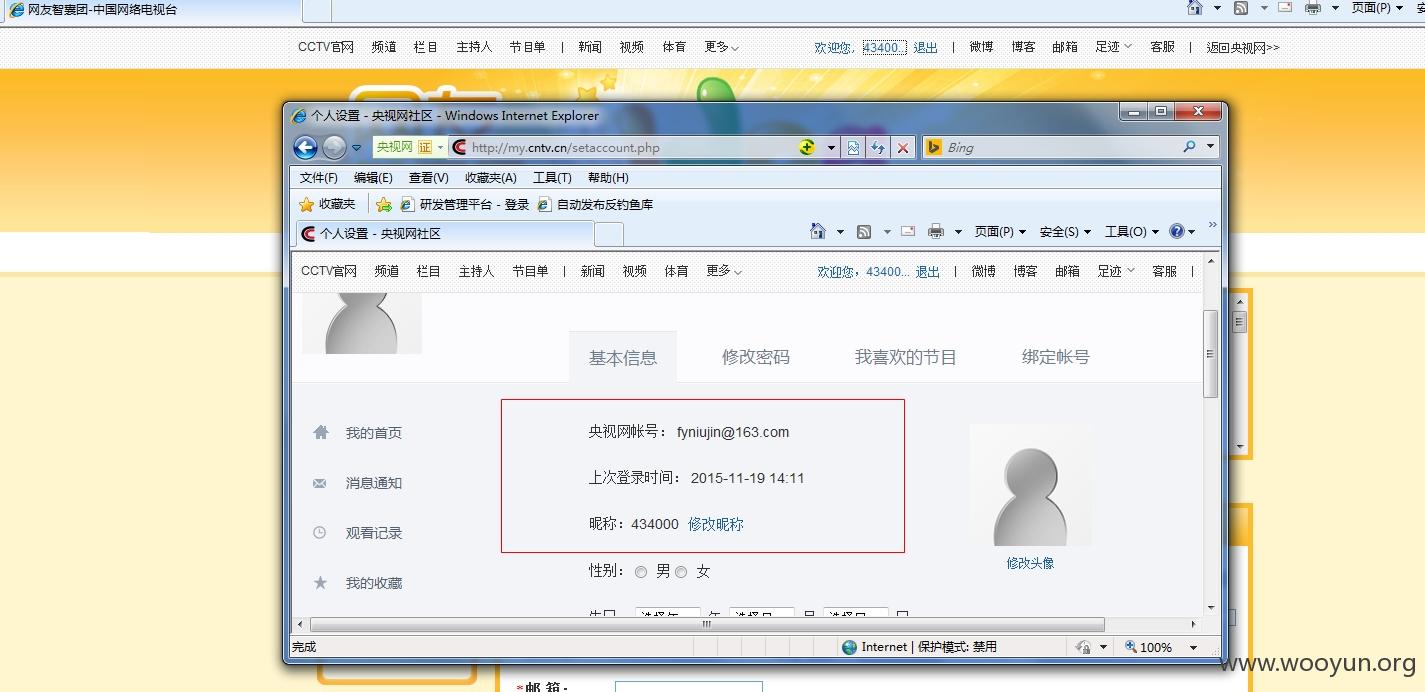 网友智囊团-中国网络电视台
页面(P)
CCTV官网 频道 栏目 主持人 节目单 | 新闻 视频 体育 更多 欢迎您, 43400... 退出 | 微博 博客 邮箱 足迹 客服 | 返回央视网>>
个人设置 - 央视网社区 - Windows Internet Explorer
央视网 证 http://my.cntv.cn/setaccount.php Bing
文件(F) 编辑(E) 查看(V) 收藏夹(A) 工具(T) 帮助(H)
收藏夹 研发管理平台 - 登录 自动发布反钓鱼库
个人设置 - 央视网社区 页面(P) 安全(S) 工具(O) »
CCTV官网 频道 栏目 主持人 节目单 | 新闻 视频 体育 更多 欢迎您，43400... 退出 | 微博 博客 邮箱 足迹 客服 |
基本信息 修改密码 我喜欢的节目 绑定帐号
我的首页
消息通知
观看记录
我的收藏
央视网帐号： fyniujin@163.com
上次登录时间： 2015-11-19 14:11
昵称：434000 修改昵称
性别： 男 女
修改头像
完成 Internet | 保护模式: 禁用 100%
www.wooyun.org
*邮 箱: